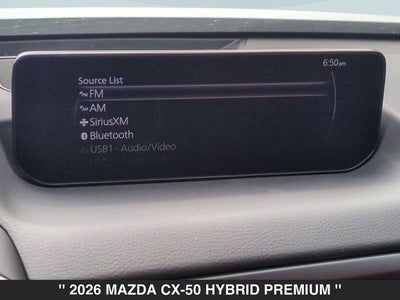 6:50pm
Source List
FM
AM
SiriusXM
Bluetooth
USB1 - Audio/Video
" 2026 MAZDA CX-50 HYBRID PREMIUM "